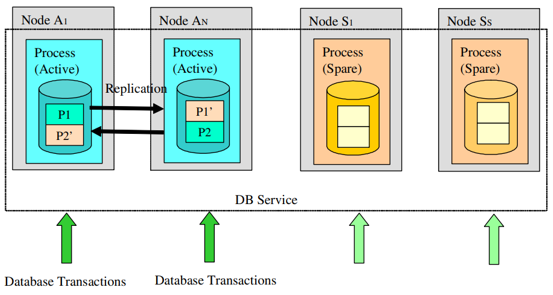 Node A1
Node AN
Node S1
Node SS
Process
(Active)
Process
(Active)
Process
(Spare)
Process
(Spare)
Replication
P1
P2'
P1'
P2
DB Service
Database Transactions
Database Transactions